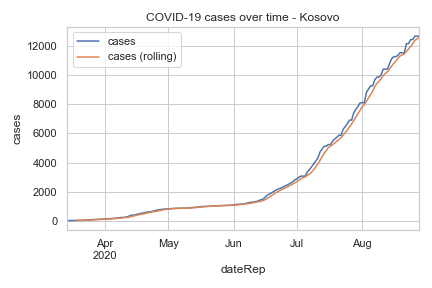 COVID-19 cases over time - Kosovo
cases
cases (rolling)
12000
10000
8000
6000
4000
2000
0
cases
Apr
2020
May
Jun
Jul
Aug
dateRep